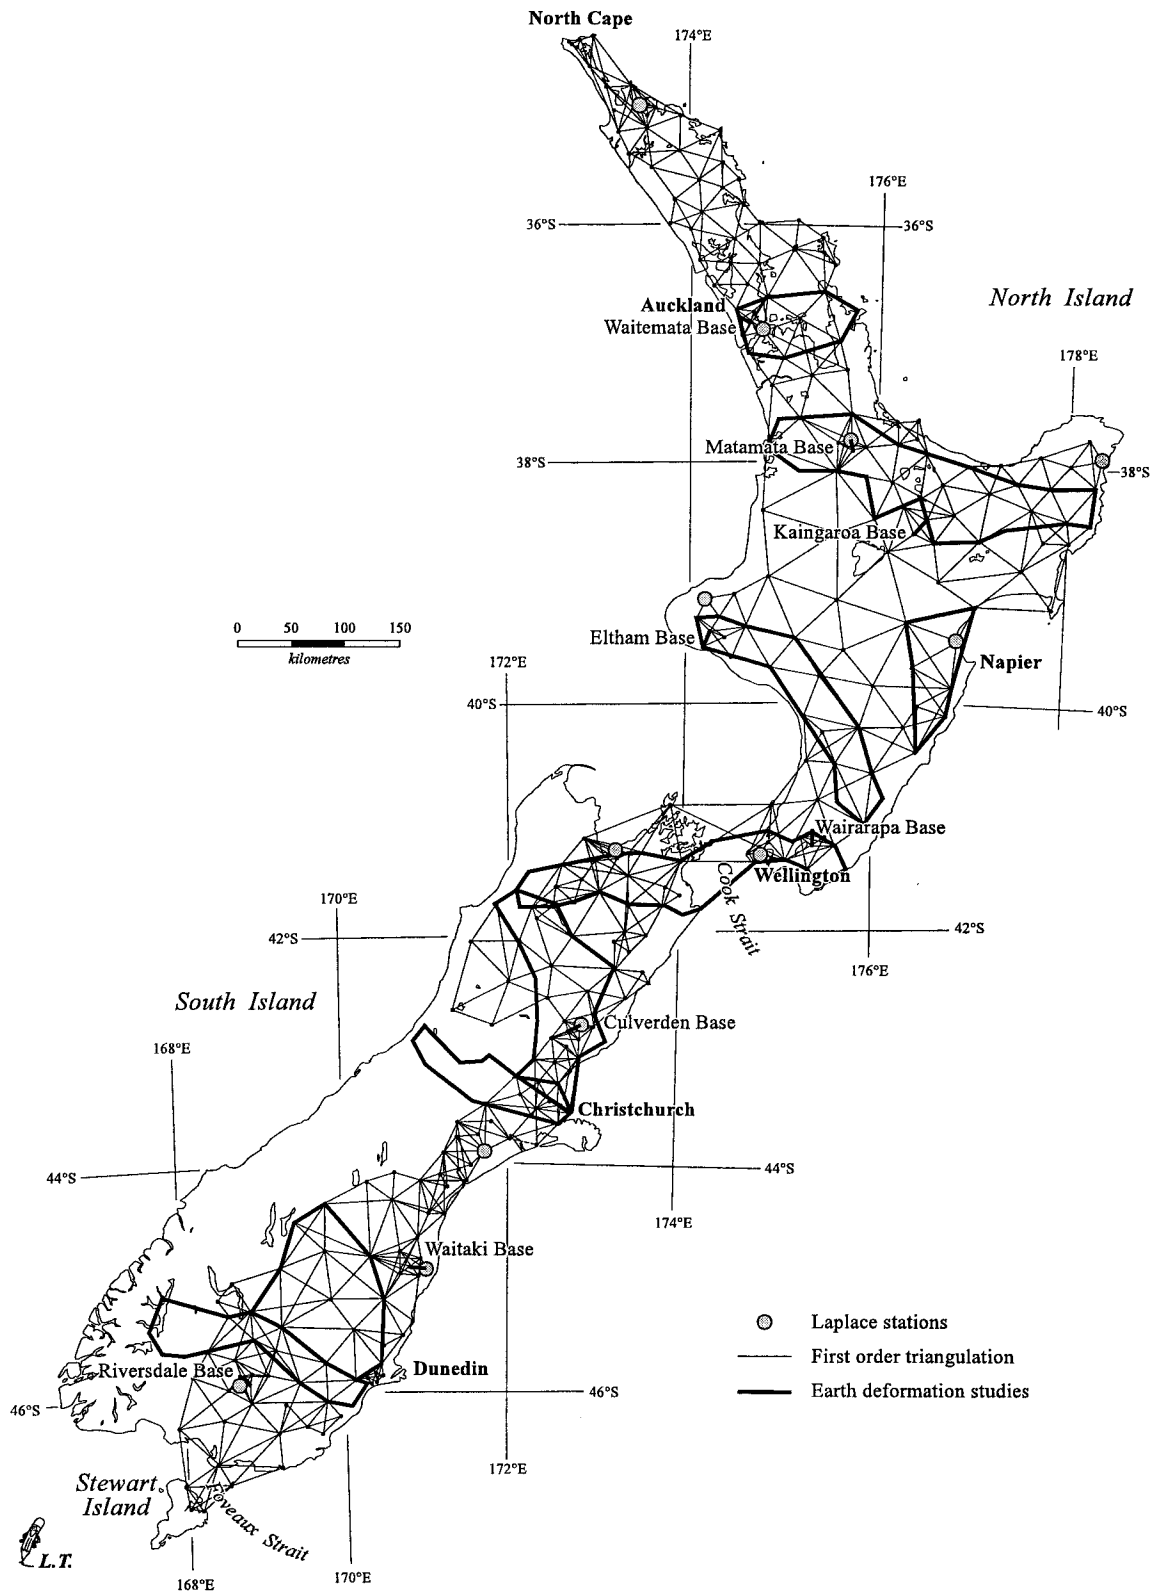 North Cape
174°E
176°E
36°S
36°S
North Island
Auckland
Waitemata Base
178°E
Matamata Base
38°S
38°S
Kaingaroa Base
0 50 100 150
kilometres
Eltham Base
172°E
Napier
40°S
40°S
Wairarapa Base
Wellington
Cook Strait
170°E
42°S
42°S
176°E
South Island
Culverden Base
168°E
Christchurch
44°S
44°S
174°E
Waitaki Base
Laplace stations
First order triangulation
Riversdale Base
Dunedin
Earth deformation studies
46°S
46°S
172°E
Stewart
Island
Foveaux Strait
L.T.
168°E
170°E